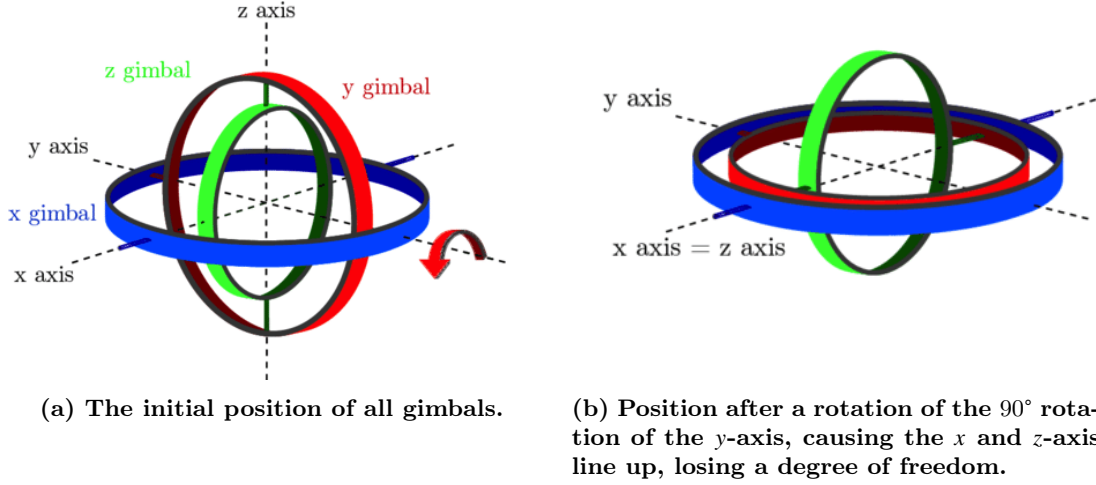 z axis
z gimbal
y gimbal
y axis
x gimbal
x axis
(a) The initial position of all gimbals.
y axis
x axis = z axis
(b) Position after a rotation of the 90° rota-
tion of the y-axis, causing the x and z-axis
line up, losing a degree of freedom.